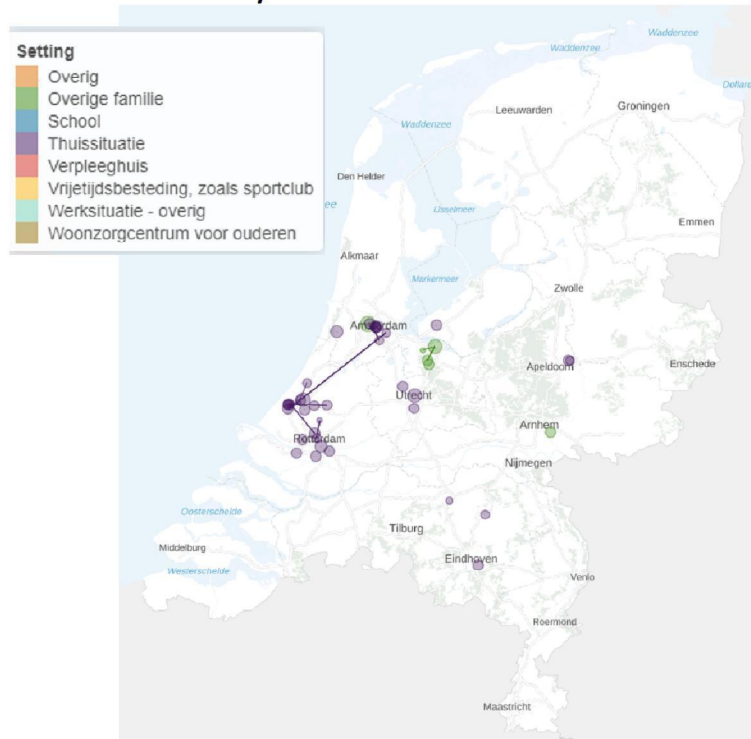 Waddenzee
Waddenzee
Dollard
Setting
Overig
Overige familie
School
Thuissituatie
Verpleeghuis
Vrijetijdsbesteding, zoals sportclub
Werksituatie - overig
Woonzorgcentrum voor ouderen
Leeuwarden
Groningen
Waddenzee
Den Helder
ee
IJsselmeer
Emmen
Alkmaar
Markermeer
Zwolle
Amsterdam
Apeldoorn
Enschede
Utrecht
Arnhem
Rotterdam
Nijmegen
Oosterschelde
Tilburg
Middelburg
Eindhoven
Westerschelde
Venlo
Roermond
Maastricht